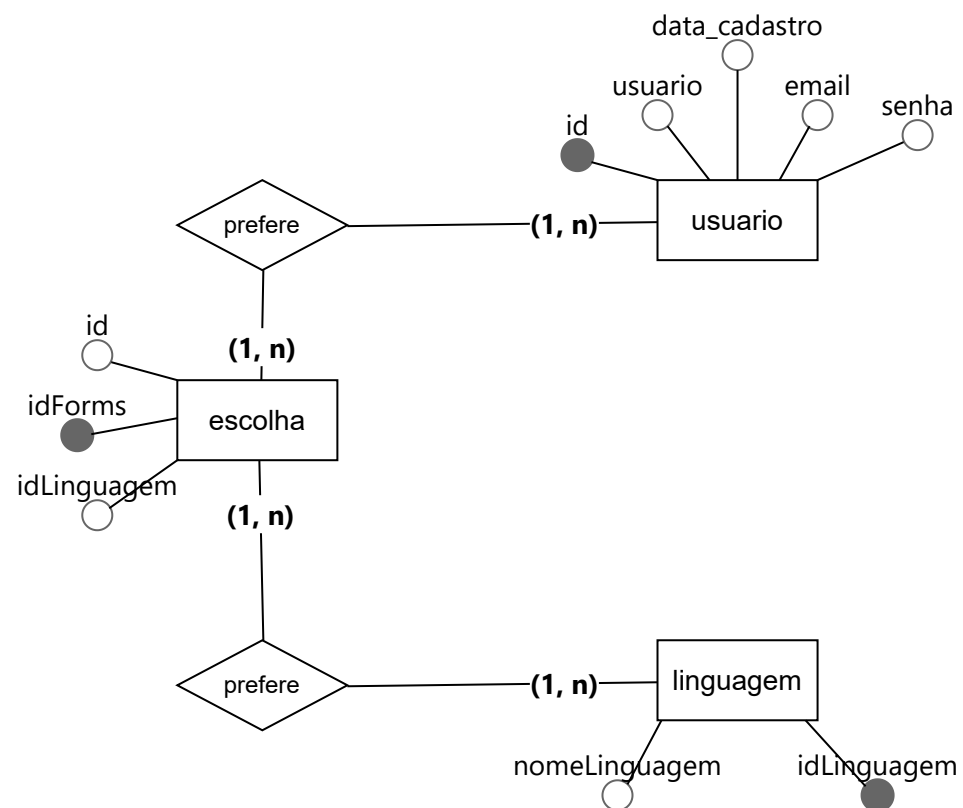 data_cadastro
usuario
email
senha
id
prefere
(1, n)
usuario
id
(1, n)
idForms
escolha
idLinguagem
(1, n)
prefere
(1, n)
linguagem
nomeLinguagem
idLinguagem